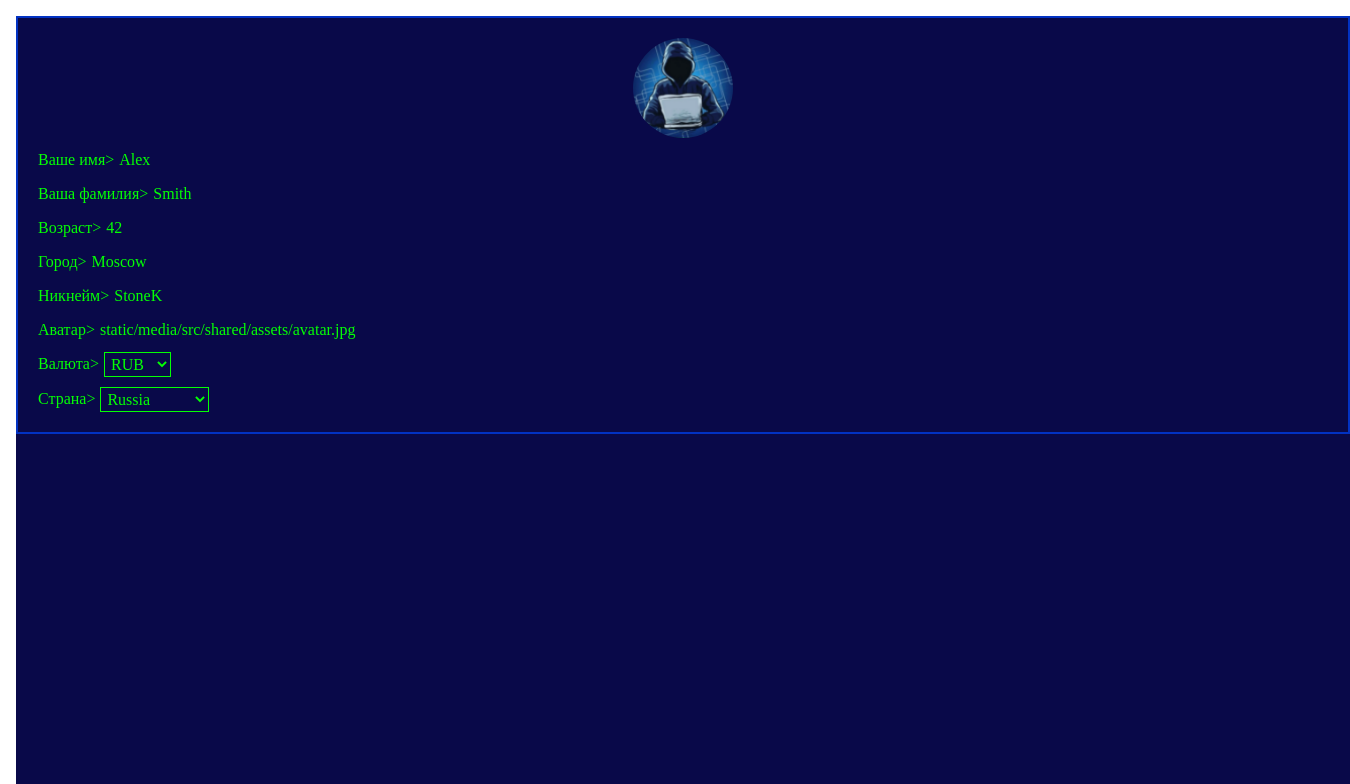 Ваше имя> Alex
Ваша фамилия> Smith
Возраст> 42
Город> Moscow
Никнейм> StoneK
Аватар> static/media/src/shared/assets/avatar.jpg
Валюта> RUB
Страна> Russia